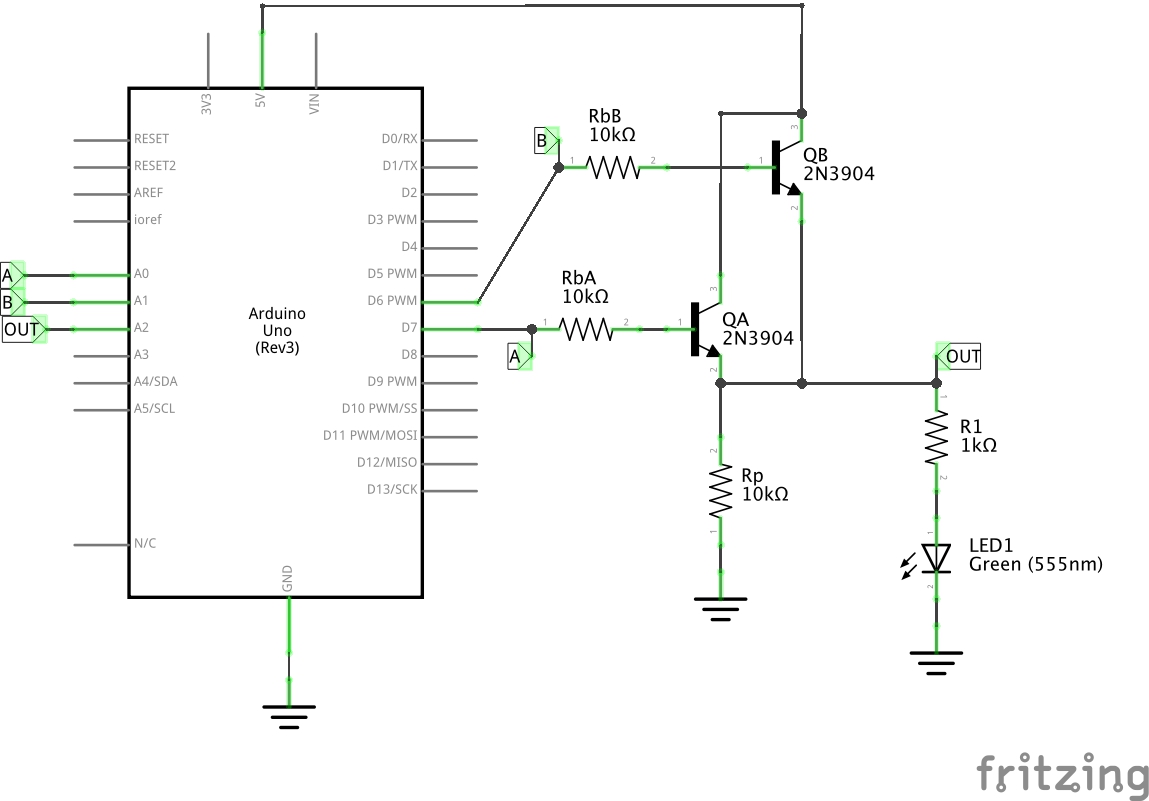 3V3
5V
VIN
RESET
RESET2
AREF
ioref
A0
A1
A2
A3
A4/SDA
A5/SCL
N/C
A
B
OUT
Arduino
Uno
(Rev3)
D0/RX
D1/TX
D2
D3 PWM
D4
D5 PWM
D6 PWM
D7
D8
D9 PWM
D10 PWM/SS
D11 PWM/MOSI
D12/MISO
D13/SCK
GND
B
RbB
10kΩ
1
2
1
3
QB
2N3904
2
RbA
10kΩ
1
2
1
3
QA
2N3904
2
A
OUT
1
R1
1kΩ
2
2
Rp
10kΩ
1
1
LED1
Green (555nm)
2
fritzing